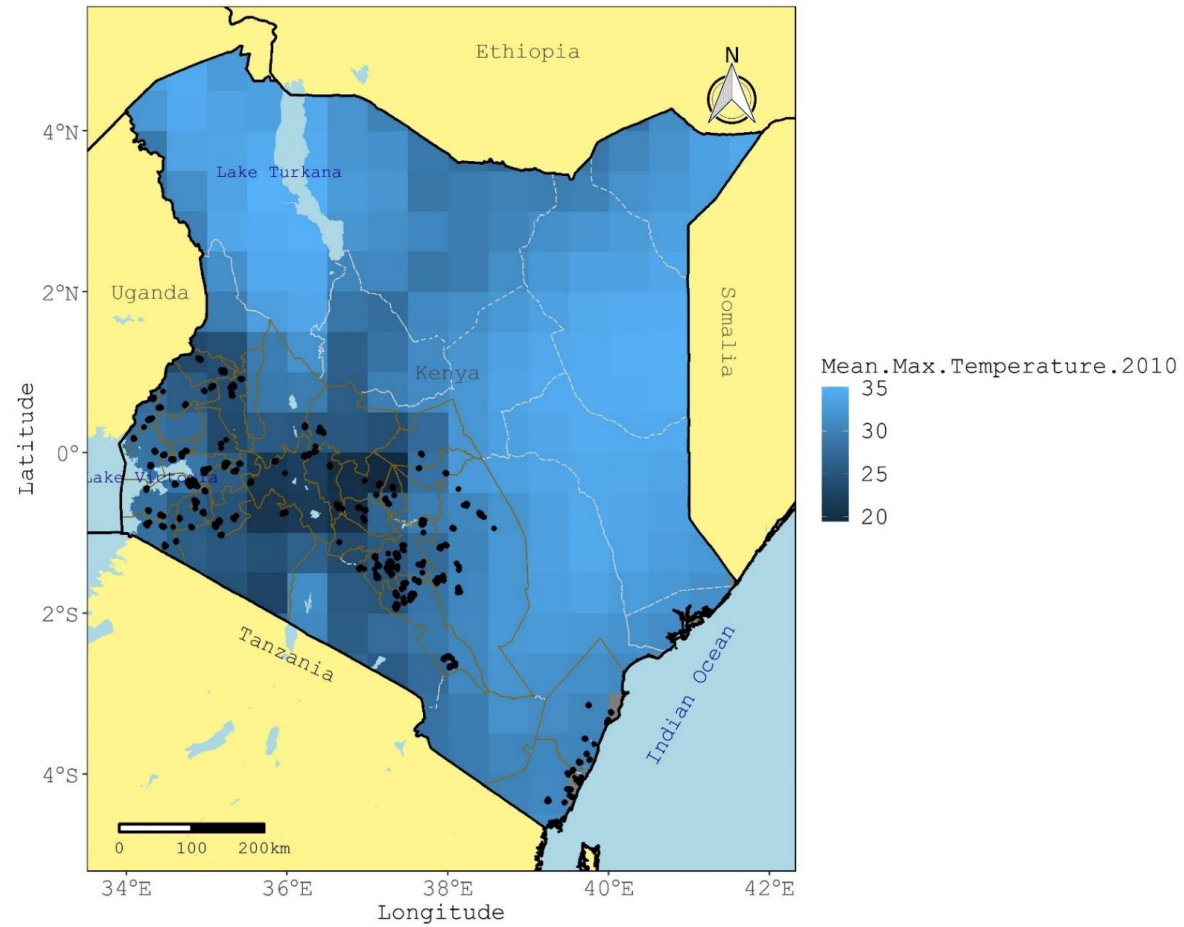 Ethiopia
N
4°N
Lake Turkana
2°N
Uganda
Somalia
Kenya
Mean.Max.Temperature.2010
35
30
25
20
Latitude
0°
Lake Victoria
2°S
Tanzania
Indian Ocean
4°S
0 100 200km
34°E 36°E 38°E 40°E 42°E
Longitude